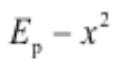 Eₚ − x²